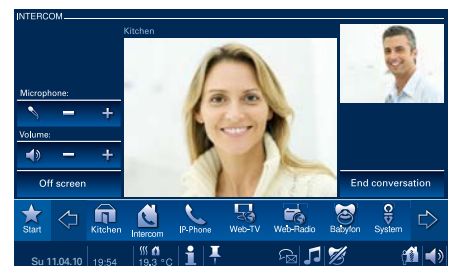 INTERCOM
Kitchen
Microphone:
Volume:
Off screen
End conversation
Start
Kitchen
Intercom
IP-Phone
Web-TV
Web-Radio
Babyfon
System
Su 11.04.10
19:54
19,3 °C